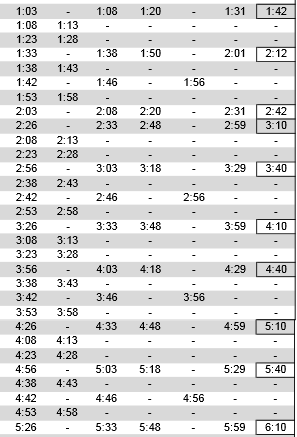 1:03 - 1:08 1:20 - 1:31 1:42
1:08 1:13 - - - - -
1:23 1:28 - - - - -
1:33 - 1:38 1:50 - 2:01 2:12
1:38 1:43 - - - - -
1:42 - 1:46 - 1:56 - -
1:53 1:58 - - - - -
2:03 - 2:08 2:20 - 2:31 2:42
2:26 - 2:33 2:48 - 2:59 3:10
2:08 2:13 - - - - -
2:23 2:28 - - - - -
2:56 - 3:03 3:18 - 3:29 3:40
2:38 2:43 - - - - -
2:42 - 2:46 - 2:56 - -
2:53 2:58 - - - - -
3:26 - 3:33 3:48 - 3:59 4:10
3:08 3:13 - - - - -
3:23 3:28 - - - - -
3:56 - 4:03 4:18 - 4:29 4:40
3:38 3:43 - - - - -
3:42 - 3:46 - 3:56 - -
3:53 3:58 - - - - -
4:26 - 4:33 4:48 - 4:59 5:10
4:08 4:13 - - - - -
4:23 4:28 - - - - -
4:56 - 5:03 5:18 - 5:29 5:40
4:38 4:43 - - - - -
4:42 - 4:46 - 4:56 - -
4:53 4:58 - - - - -
5:26 - 5:33 5:48 - 5:59 6:10